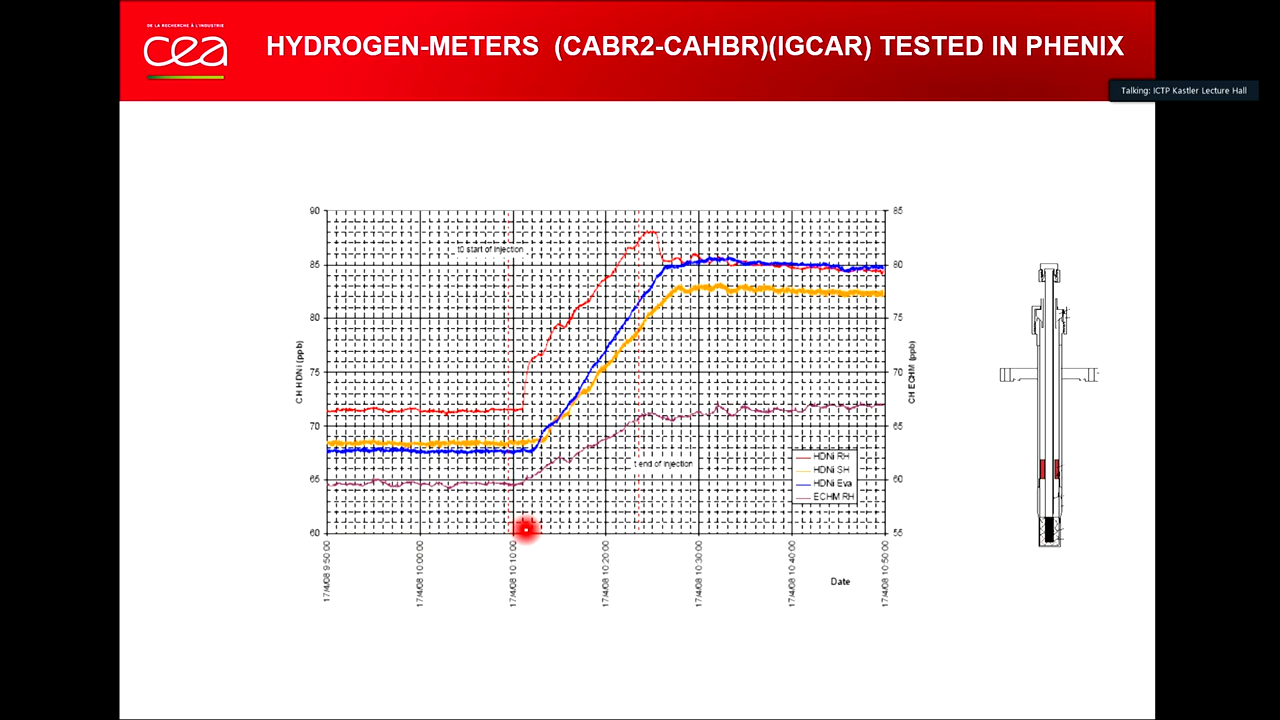 DE LA RECHERCHE À L'INDUSTRIE
cea
HYDROGEN-METERS (CABR2-CAHBR)(IGCAR) TESTED IN PHENIX
Talking: ICTP Kastler Lecture Hall
90
85
80
75
70
65
60
CH HDNi (ppb)
85
80
75
70
65
60
55
CH ECHM (ppb)
t0 start of injection
t end of injection
HDNi RH
HDNi SH
HDNi Eva
ECHM RH
17/4/08 9:50:00
17/4/08 10:00:00
17/4/08 10:10:00
17/4/08 10:20:00
17/4/08 10:30:00
17/4/08 10:40:00
17/4/08 10:50:00
Date